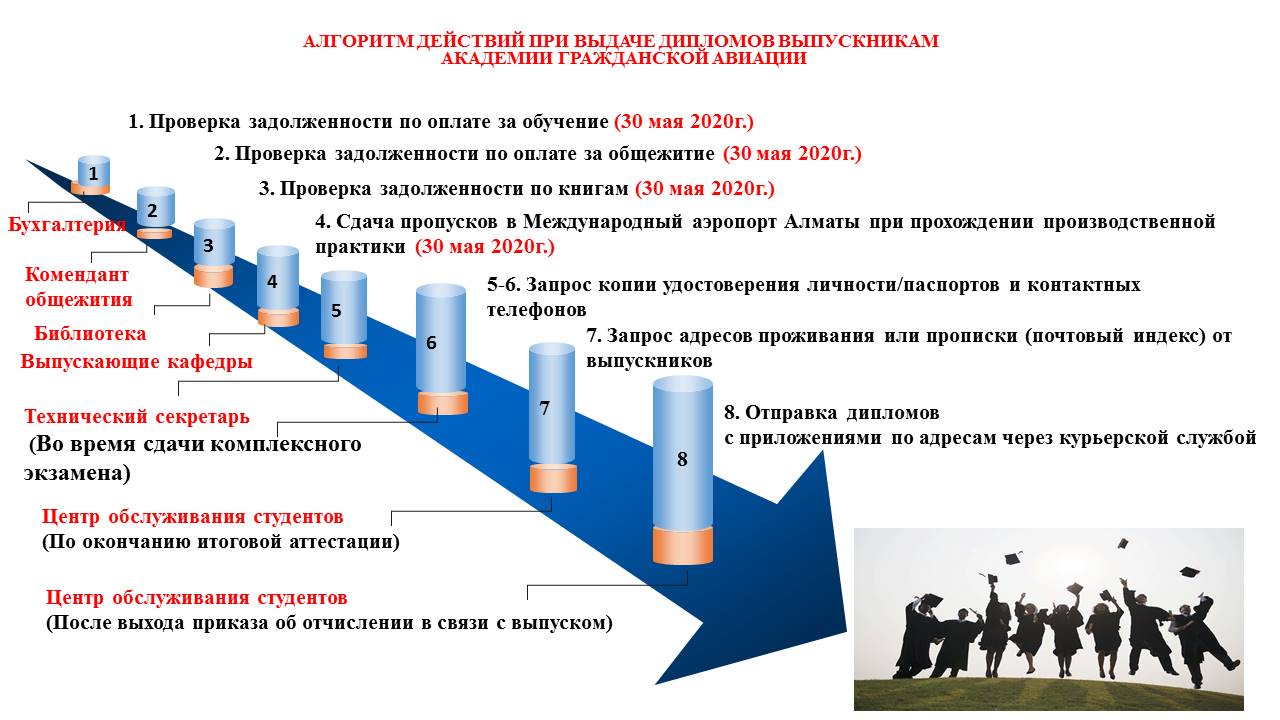 АЛГОРИТМ ДЕЙСТВИЙ ПРИ ВЫДАЧЕ ДИПЛОМОВ ВЫПУСКНИКАМ
АКАДЕМИИ ГРАЖДАНСКОЙ АВИАЦИИ
1. Проверка задолженности по оплате за обучение (30 мая 2020г.)
2. Проверка задолженности по оплате за общежитие (30 мая 2020г.)
3. Проверка задолженности по книгам (30 мая 2020г.)
4. Сдача пропусков в Международный аэропорт Алматы при прохождении производственной
практики (30 мая 2020г.)
5-6. Запрос копии удостоверения личности/паспортов и контактных
телефонов
7. Запрос адресов проживания или прописки (почтовый индекс) от
выпускников
8. Отправка дипломов
с приложениями по адресам через курьерской службой
1
2
3
4
5
6
7
8
Бухгалтерия
Комендант
общежития
Библиотека
Выпускающие кафедры
Технический секретарь
(Во время сдачи комплексного
экзамена)
Центр обслуживания студентов
(По окончанию итоговой аттестации)
Центр обслуживания студентов
(После выхода приказа об отчислении в связи с выпуском)